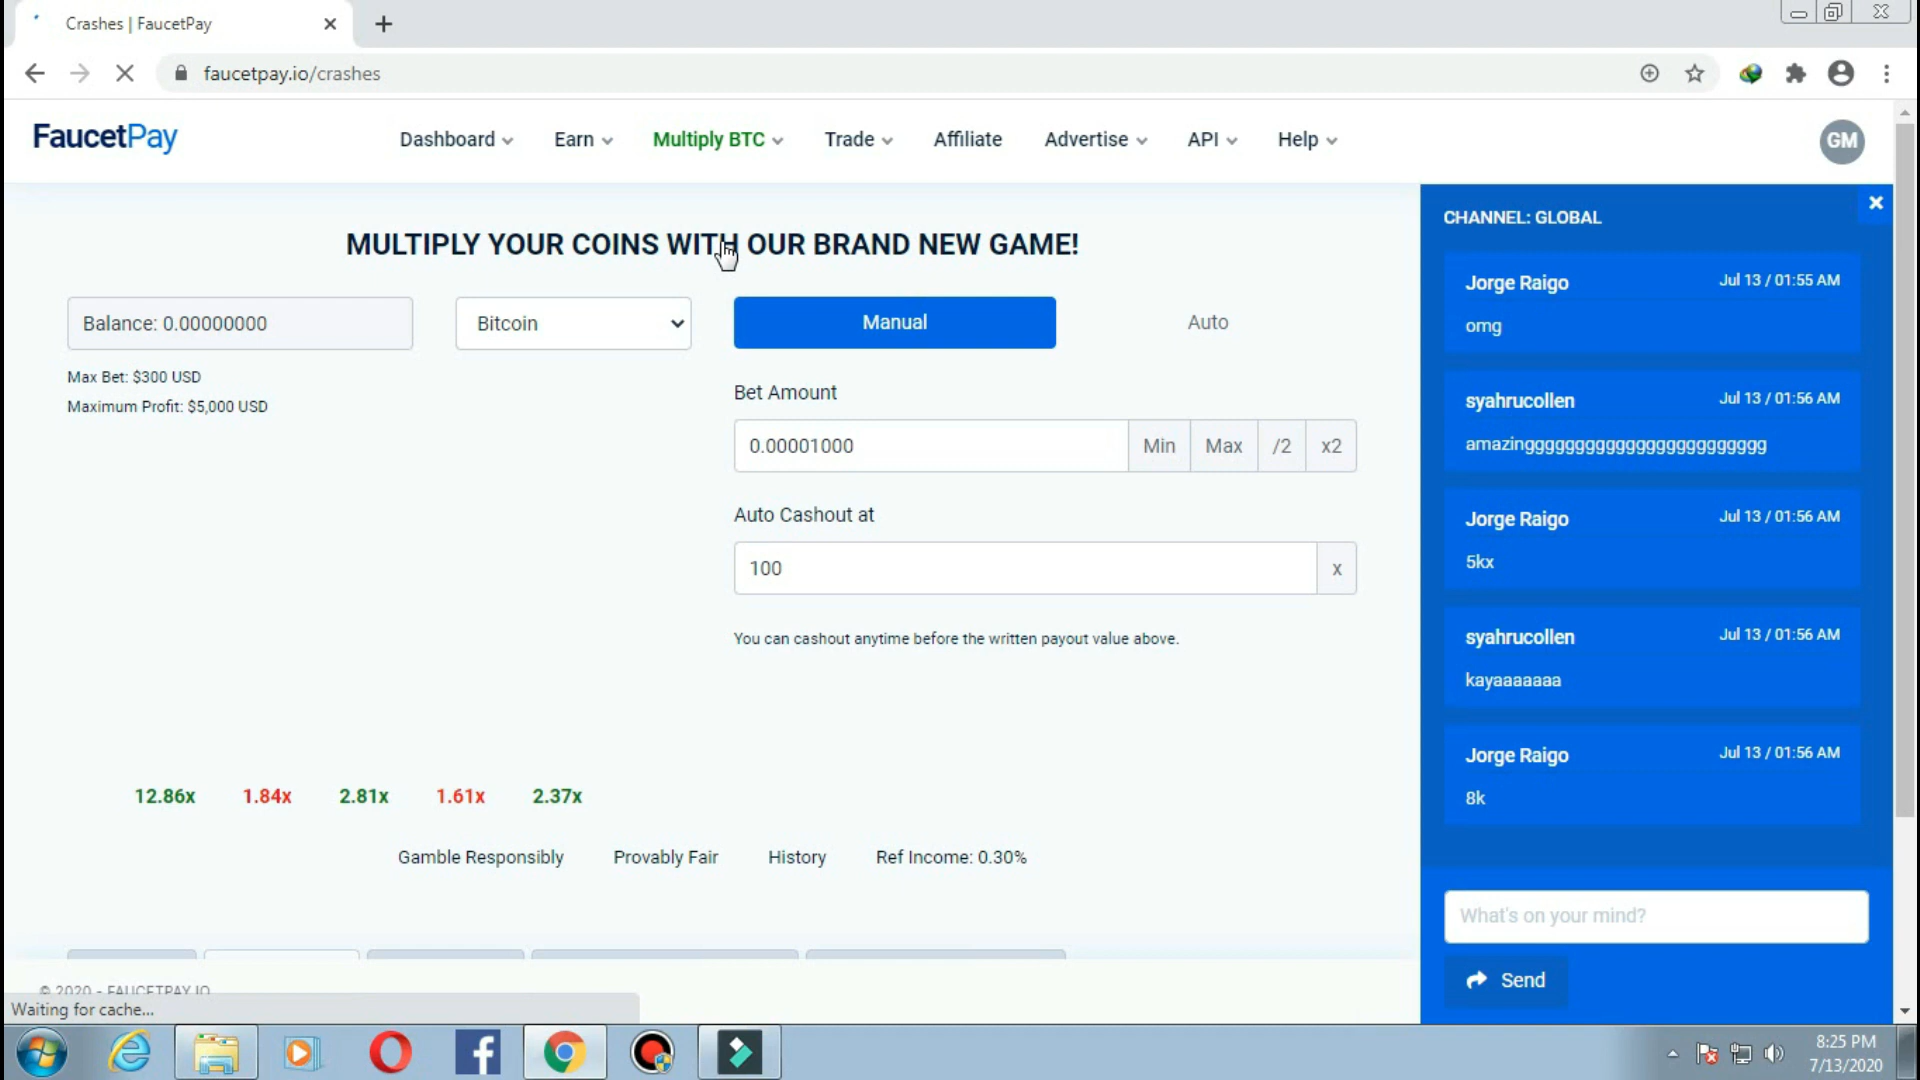 Crashes | FaucetPay
faucetpay.io/crashes
FaucetPay
Dashboard
Earn
Multiply BTC
Trade
Affiliate
Advertise
API
Help
GM
MULTIPLY YOUR COINS WITH OUR BRAND NEW GAME!
Balance: 0.00000000
Bitcoin
Manual
Auto
Max Bet: $300 USD
Maximum Profit: $5,000 USD
Bet Amount
0.00001000
Min
Max
/2
x2
Auto Cashout at
100
x
You can cashout anytime before the written payout value above.
12.86x
1.84x
2.81x
1.61x
2.37x
Gamble Responsibly
Provably Fair
History
Ref Income: 0.30%
CHANNEL: GLOBAL
Jorge Raigo
Jul 13 / 01:55 AM
omg
syahrucollen
Jul 13 / 01:56 AM
amazinggggggggggggggggggggggggg
Jorge Raigo
Jul 13 / 01:56 AM
5kx
syahrucollen
Jul 13 / 01:56 AM
kayaaaaaaa
Jorge Raigo
Jul 13 / 01:56 AM
8k
What's on your mind?
Send
© 2020 - FAUCETPAY.IO
Waiting for cache...
8:25 PM
7/13/2020